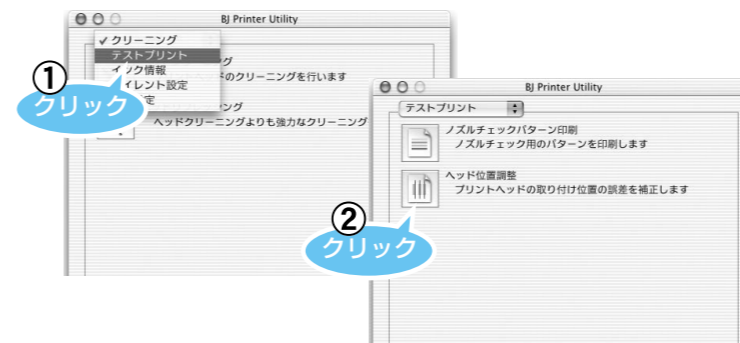 BJ Printer Utility
✓クリーニング
テストプリント
イック情報
イレント設定
定
ング
ドのクリーニングを行います
ング
ヘッドクリーニングよりも強力なクリーニング
①
クリック
BJ Printer Utility
テストプリント
ノズルチェックパターン印刷
ノズルチェック用のパターンを印刷します
ヘッド位置調整
プリントヘッドの取り付け位置の誤差を補正します
②
クリック